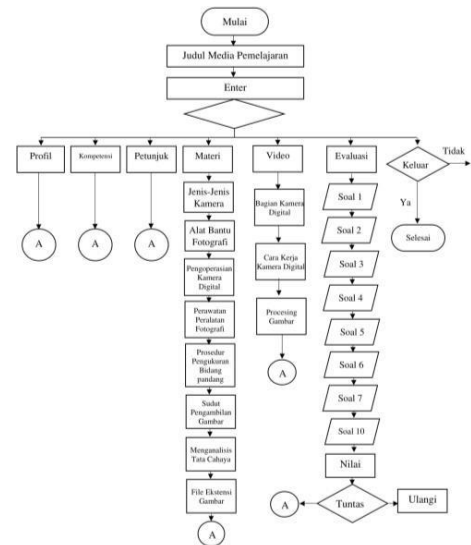 Mulai
Judul Media Pemelajaran
Enter
Profil
Kompetensi
Petunjuk
Materi
Video
Evaluasi
Keluar
Tidak
Ya
Selesai
A
A
A
Jenis-Jenis
Kamera
Alat Bantu
Fotografi
Pengoperasian
Kamera
Digital
Perawatan
Peralatan
Fotografi
Prosedur
Pengukuran
Bidang
pandang
Sudut
Pengambilan
Gambar
Menganalisis
Tata Cahaya
File Ekstensi
Gambar
A
Bagian Kamera
Digital
Cara Kerja
Kamera Digital
Procesing
Gambar
A
Soal 1
Soal 2
Soal 3
Soal 4
Soal 5
Soal 6
Soal 7
Soal 10
Nilai
Tuntas
A
Ulangi